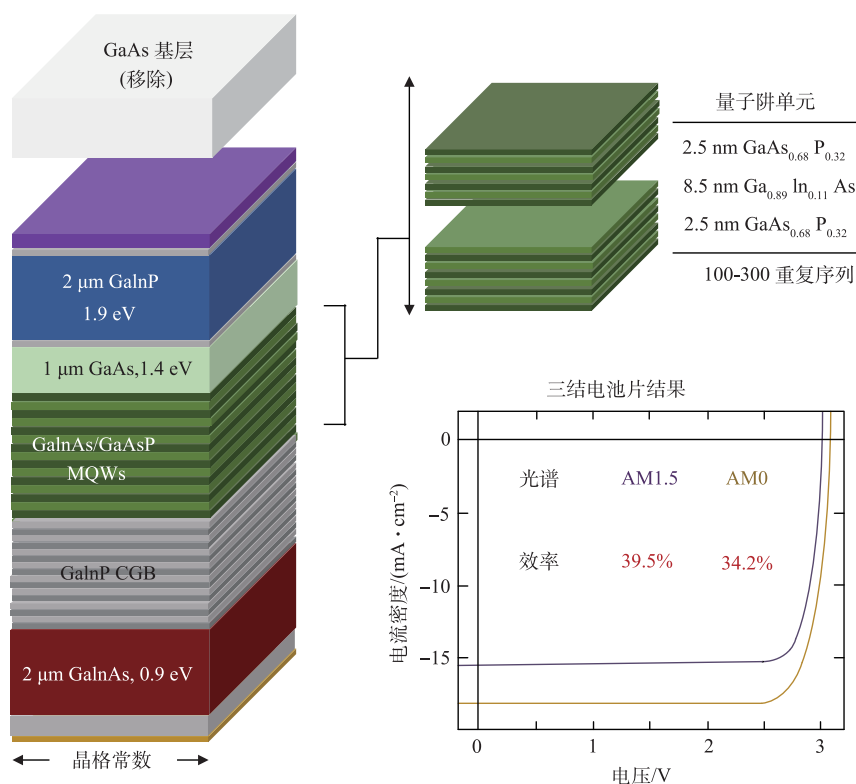 GaAs 基层
(移除)
2 μm GaInP
1.9 eV
1 μm GaAs,1.4 eV
GaInAs/GaAsP
MQWs
GaInP CGB
2 μm GaInAs, 0.9 eV
晶格常数
量子阱单元
2.5 nm GaAs₀.₆₈ P₀.₃₂
8.5 nm Ga₀.₈₉ ln₀.₁₁ As
2.5 nm GaAs₀.₆₈ P₀.₃₂
100-300 重复序列
三结电池片结果
光谱 AM1.5 AM0
效率 39.5% 34.2%
电流密度/(mA·cm⁻²)
0
−5
−10
−15
0 1 2 3
电压/V